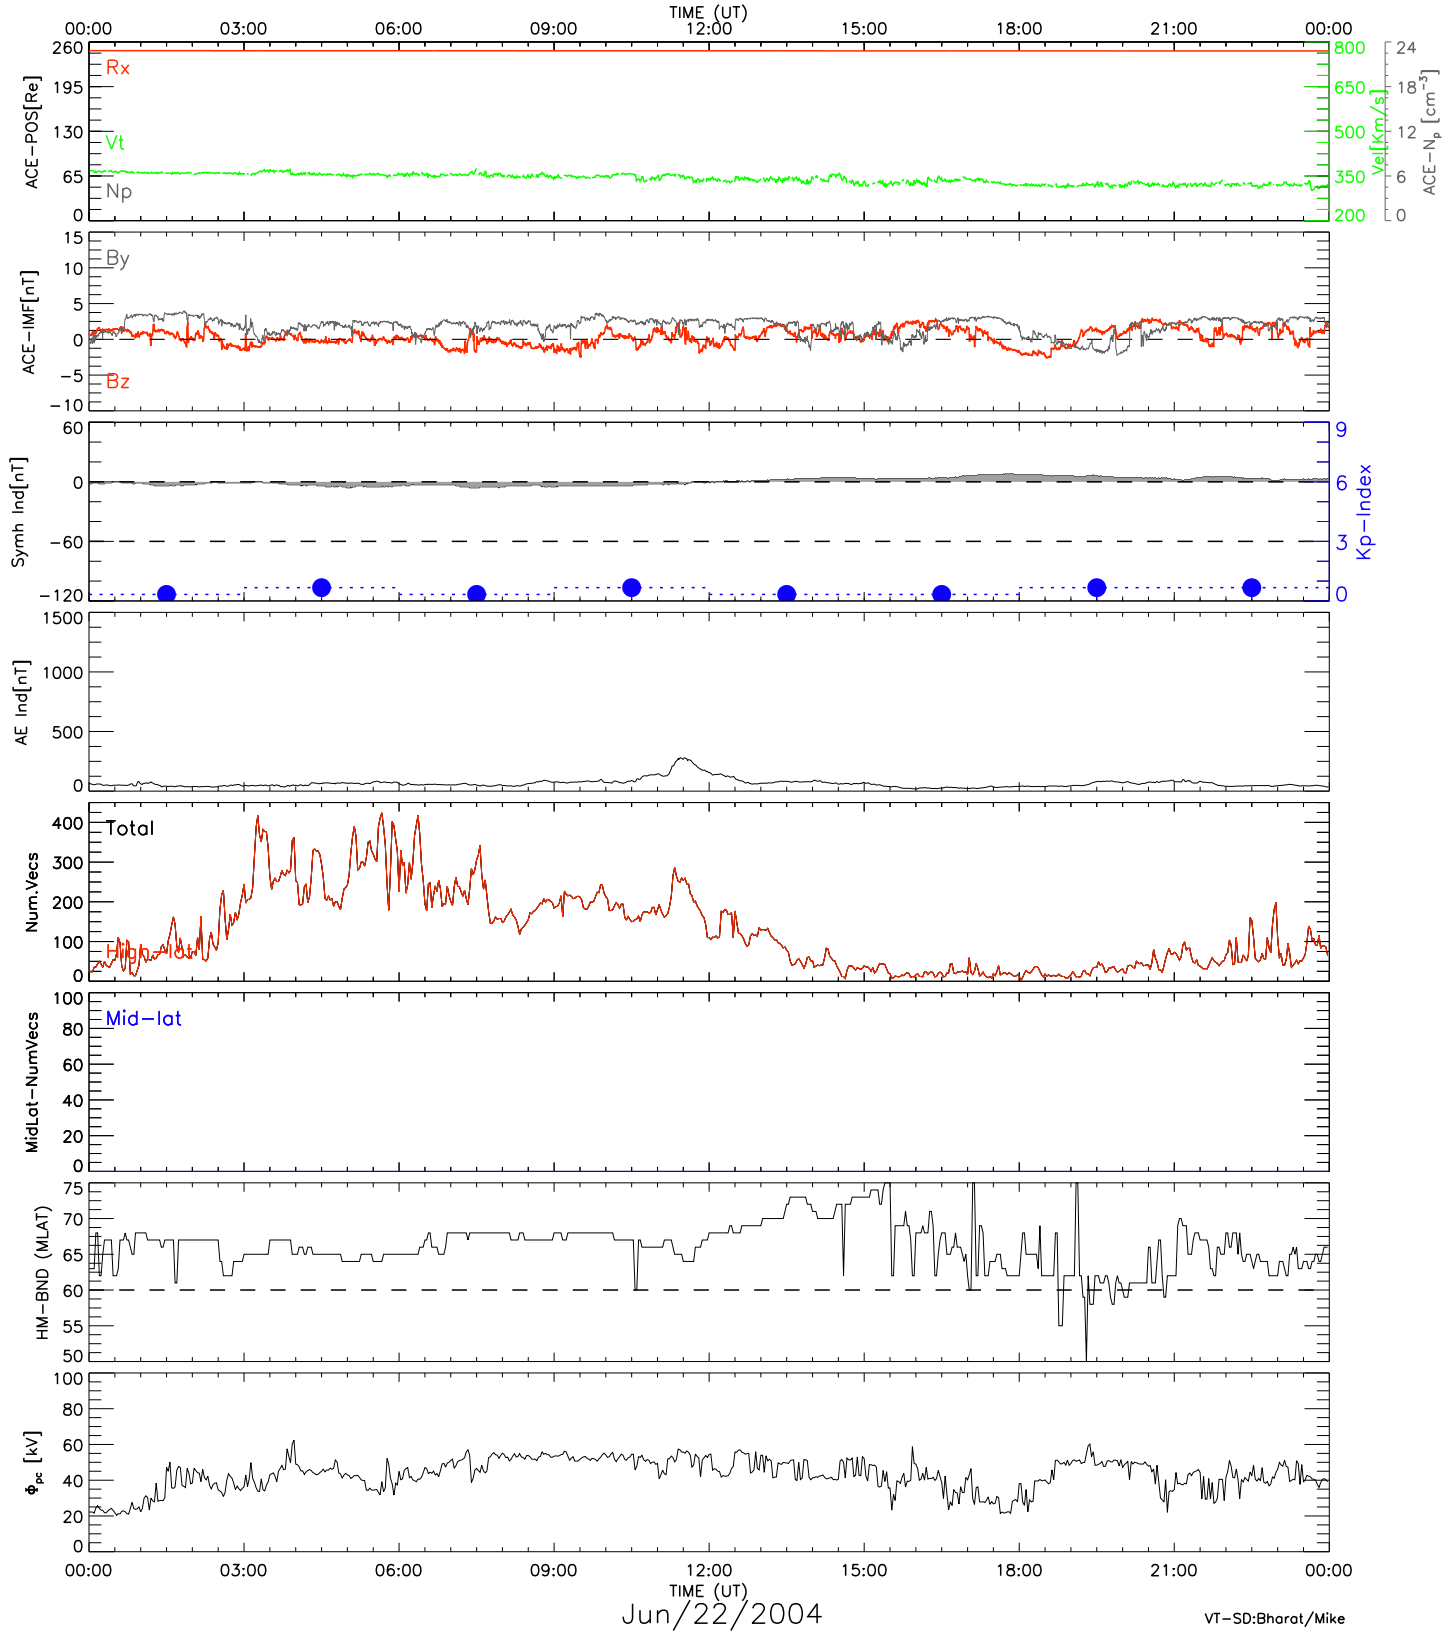 TIME (UT)
00:00 03:00 06:00 09:00 12:00 15:00 18:00 21:00 00:00
ACE-POS[Re]
260
195
130
65
0
Rx
Vt
Np
800
650
500
350
200
Vel[Km/s]
24
18
12
6
0
ACE-Np [cm-3]
ACE-IMF[nT]
15
10
5
0
-5
-10
By
Bz
Symh Ind[nT]
60
0
-60
-120
9
6
3
0
Kp-Index
AE Ind[nT]
1500
1000
500
0
Num.Vecs
400
300
200
100
0
Total
High-lat
MidLat-NumVecs
100
80
60
40
20
0
Mid-lat
HM-BND (MLAT)
75
70
65
60
55
50
Φpc [kV]
100
80
60
40
20
0
00:00 03:00 06:00 09:00 12:00 15:00 18:00 21:00 00:00
TIME (UT)
Jun/22/2004
VT-SD:Bharat/Mike